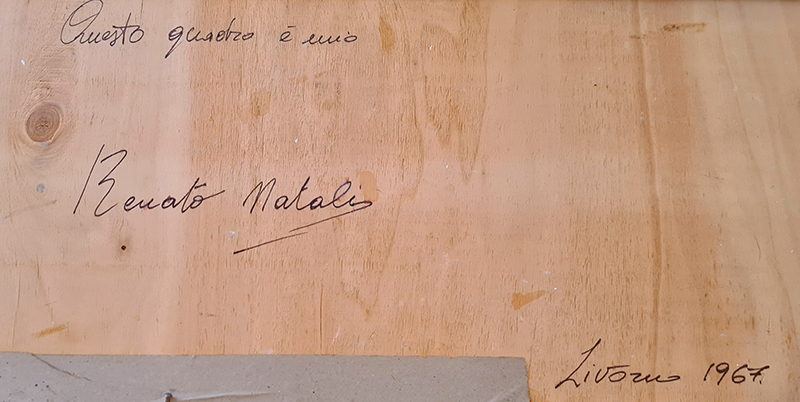 Questo quadro è mio
Renato Natali
Livorno 1967.